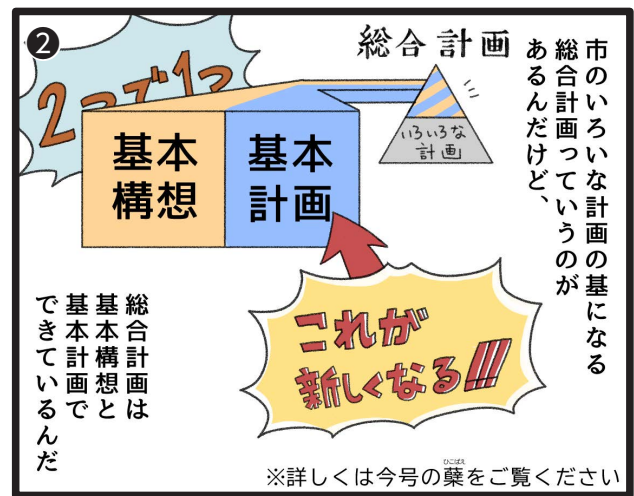 ❷
総合計画
市のいろいな計画の基になる
総合計画っていうのが
あるんだけど、
2つで1つ
基本
構想
基本
計画
いろいろな
計画
これが
新しくなる!!!
総合計画は
基本構想と
基本計画で
できているんだ
ひこばえ
※詳しくは今号の蘖をご覧ください